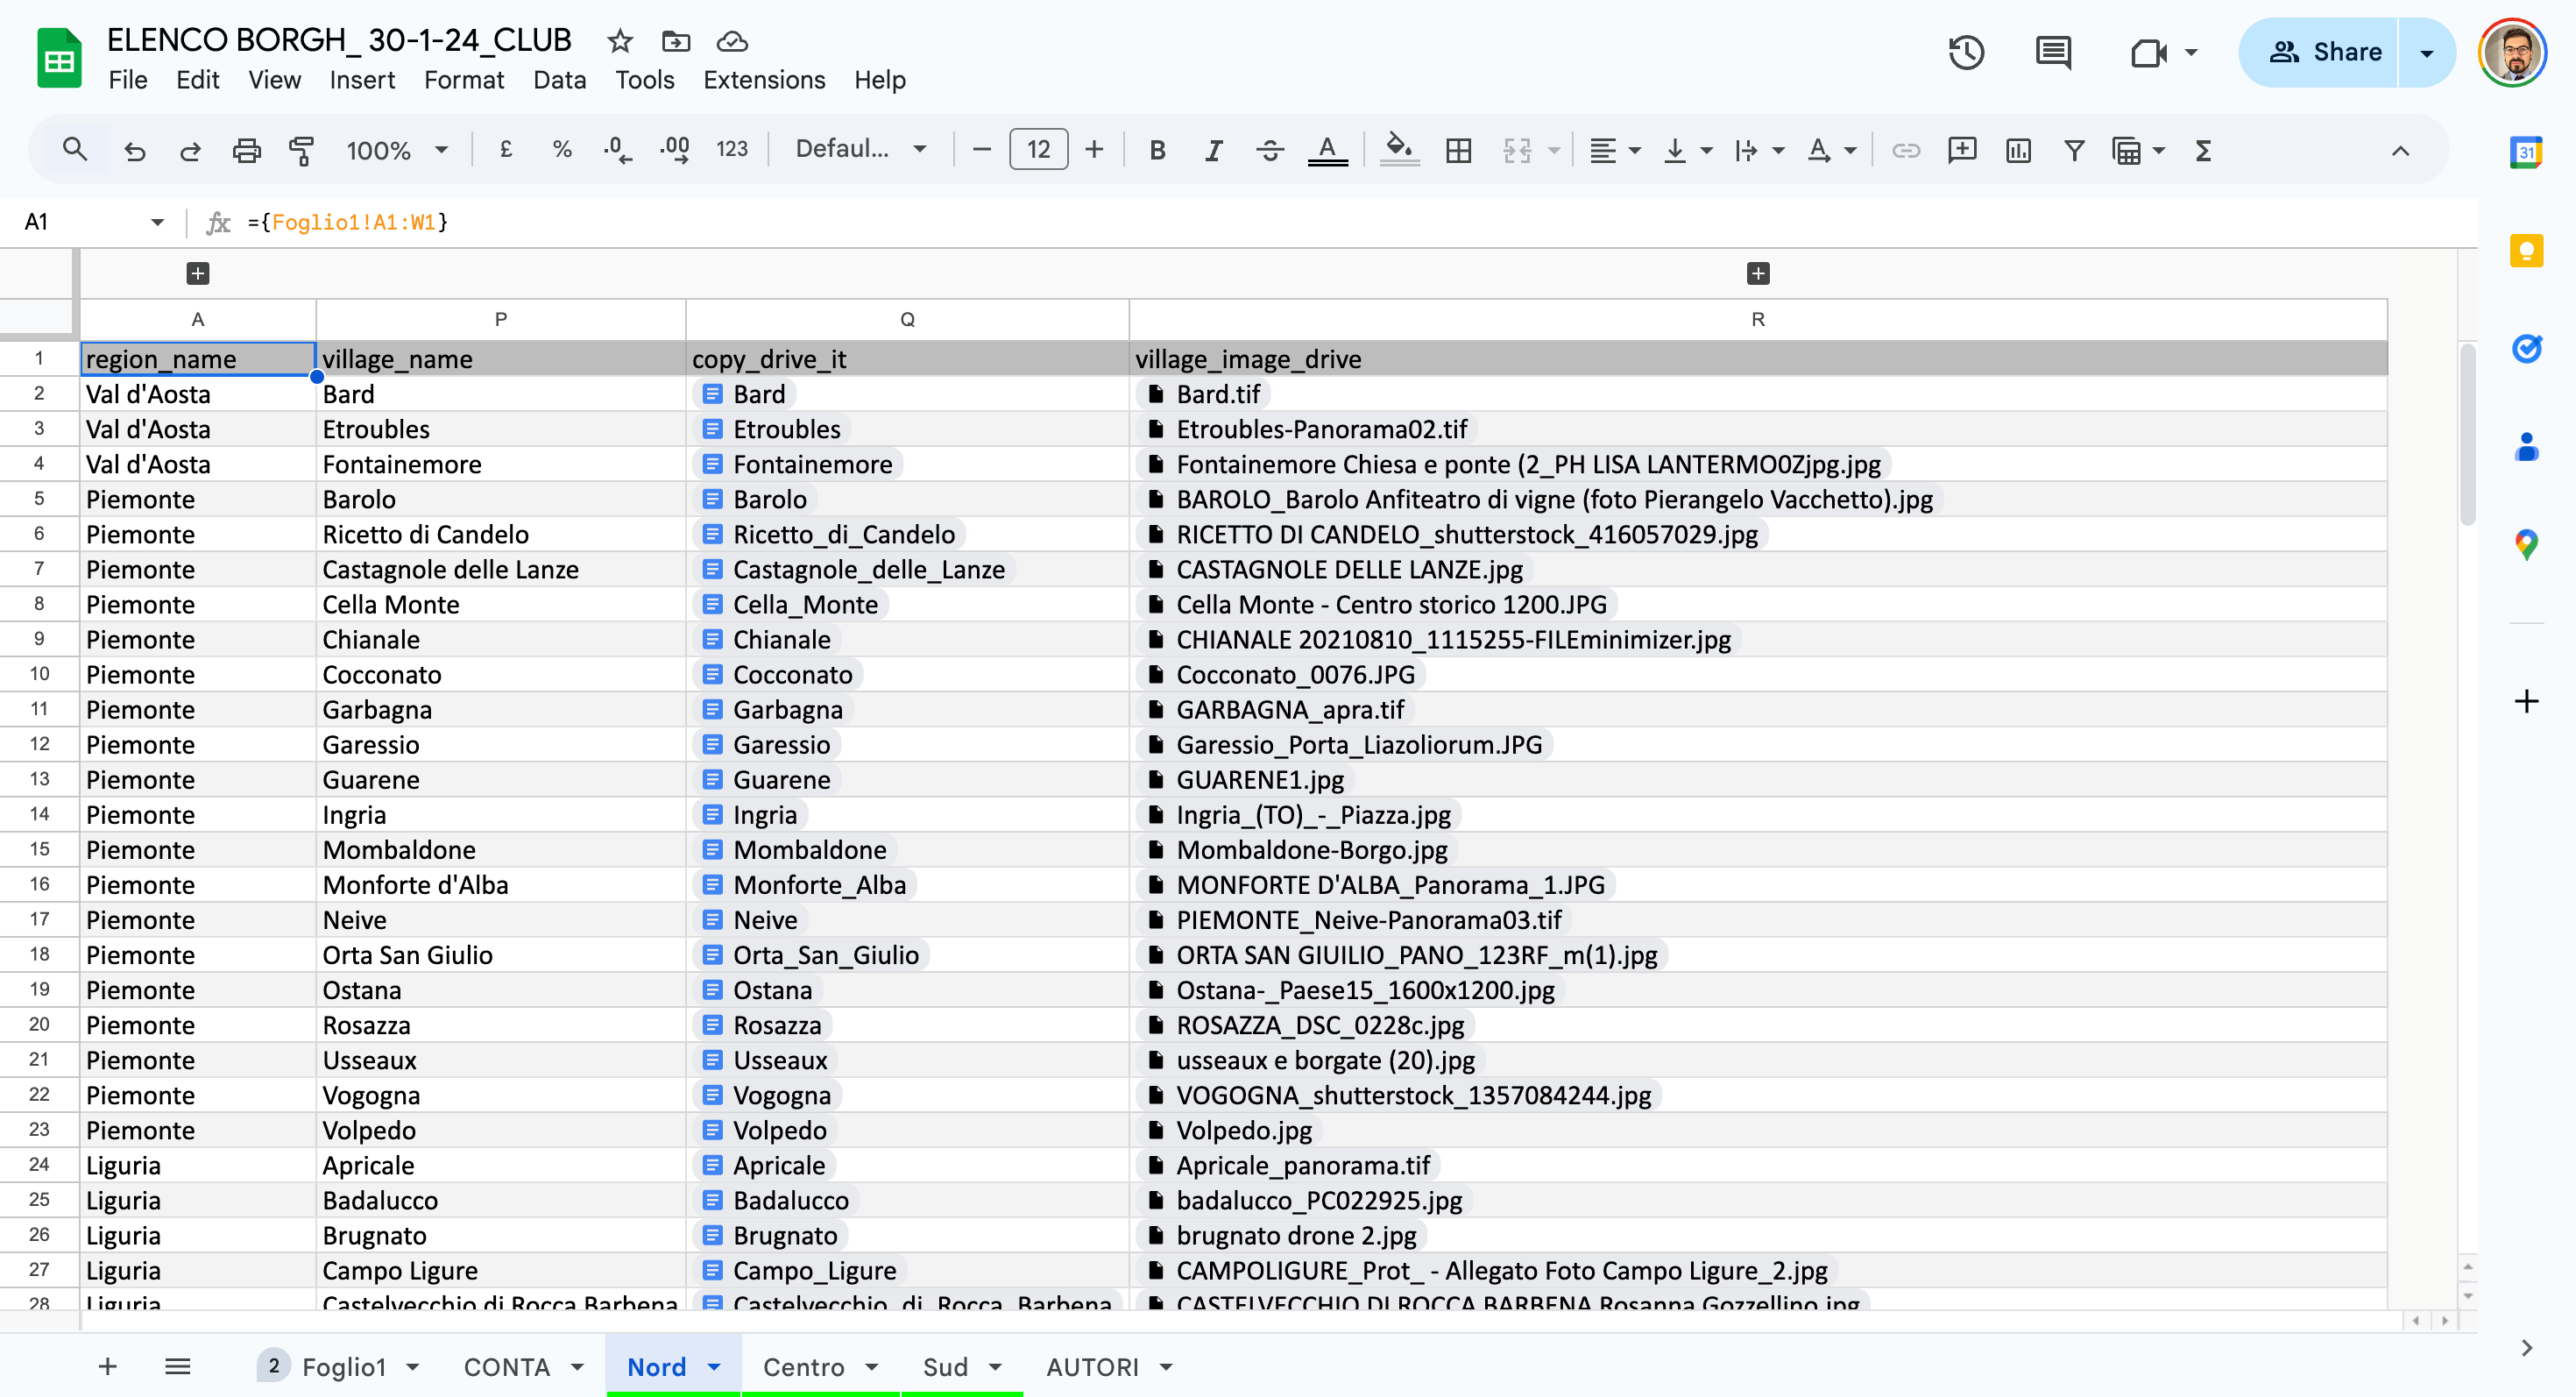 ELENCO BORGH_ 30-1-24_CLUB
File Edit View Insert Format Data Tools Extensions Help
Share
100% £ % .0 .00 123 Defaul... 12 B I A A Σ
31
A1 fx ={Foglio1!A1:W1}
A P Q R
1 region_name village_name copy_drive_it village_image_drive
2 Val d'Aosta Bard Bard Bard.tif
3 Val d'Aosta Etroubles Etroubles Etroubles-Panorama02.tif
4 Val d'Aosta Fontainemore Fontainemore Fontainemore Chiesa e ponte (2_PH LISA LANTERMO0Zjpg.jpg
5 Piemonte Barolo Barolo BAROLO_Barolo Anfiteatro di vigne (foto Pierangelo Vacchetto).jpg
6 Piemonte Ricetto di Candelo Ricetto_di_Candelo RICETTO DI CANDELO_shutterstock_416057029.jpg
7 Piemonte Castagnole delle Lanze Castagnole_delle_Lanze CASTAGNOLE DELLE LANZE.jpg
8 Piemonte Cella Monte Cella_Monte Cella Monte - Centro storico 1200.JPG
9 Piemonte Chianale Chianale CHIANALE 20210810_1115255-FILEminimizer.jpg
10 Piemonte Cocconato Cocconato Cocconato_0076.JPG
11 Piemonte Garbagna Garbagna GARBAGNA_apra.tif
12 Piemonte Garessio Garessio Garessio_Porta_Liazoliorum.JPG
13 Piemonte Guarene Guarene GUARENE1.jpg
14 Piemonte Ingria Ingria Ingria_(TO)_-_Piazza.jpg
15 Piemonte Mombaldone Mombaldone Mombaldone-Borgo.jpg
16 Piemonte Monforte d'Alba Monforte_Alba MONFORTE D'ALBA_Panorama_1.JPG
17 Piemonte Neive Neive PIEMONTE_Neive-Panorama03.tif
18 Piemonte Orta San Giulio Orta_San_Giulio ORTA SAN GIUILIO_PANO_123RF_m(1).jpg
19 Piemonte Ostana Ostana Ostana-_Paese15_1600x1200.jpg
20 Piemonte Rosazza Rosazza ROSAZZA_DSC_0228c.jpg
21 Piemonte Usseaux Usseaux usseaux e borgate (20).jpg
22 Piemonte Vogogna Vogogna VOGOGNA_shutterstock_1357084244.jpg
23 Piemonte Volpedo Volpedo Volpedo.jpg
24 Liguria Apricale Apricale Apricale_panorama.tif
25 Liguria Badalucco Badalucco badalucco_PC022925.jpg
26 Liguria Brugnato Brugnato brugnato drone 2.jpg
27 Liguria Campo Ligure Campo_Ligure CAMPOLIGURE_Prot_ - Allegato Foto Campo Ligure_2.jpg
28 Liguria Castelvecchio di Rocca Barbena Castelvecchio_di_Rocca_Barbena CASTELVECCHIO DI ROCCA BARBENA Rosanna Gozzellino.jpg
2 Foglio1 CONTA Nord Centro Sud AUTORI